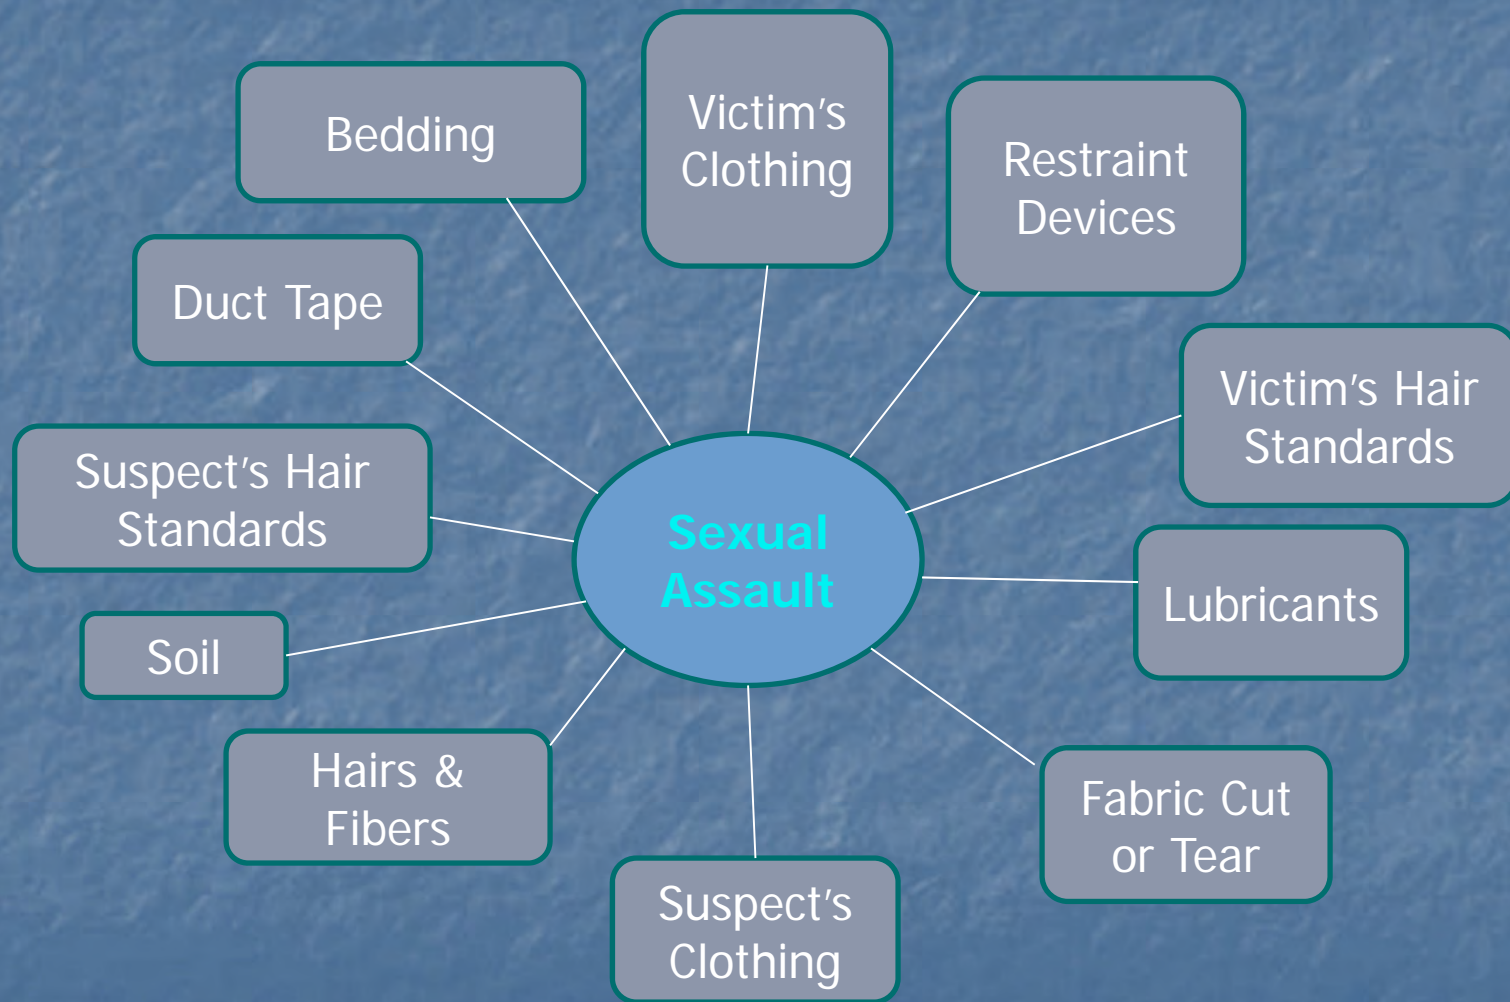 Bedding
Victim's
Clothing
Restraint
Devices
Duct Tape
Victim's Hair
Standards
Suspect's Hair
Standards
Sexual
Assault
Lubricants
Soil
Hairs &
Fibers
Fabric Cut
or Tear
Suspect's
Clothing